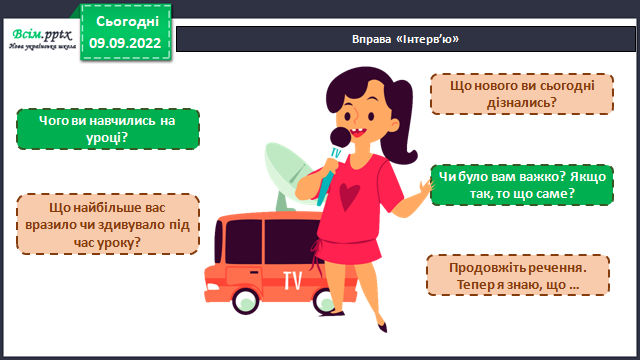 Всім.pptx
Нова українська школа
Сьогодні
09.09.2022
Вправа «Інтерв’ю»
Чого ви навчились на
уроці?
Що найбільше вас
вразило чи здивувало під
час уроку?
TV
TV
Що нового ви сьогодні
дізнались?
Чи було вам важко? Якщо
так, то що саме?
Продовжіть речення.
Тепер я знаю, що ...